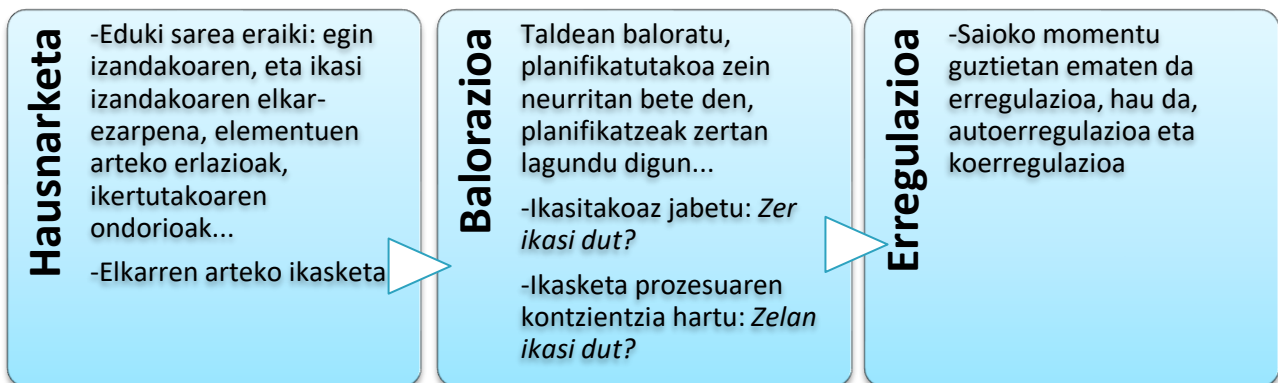 Hausnarketa
-Eduki sarea eraiki: egin
izandakoaren, eta ikasi
izandakoaren elkar-
ezarpena, elementuen
arteko erlazioak,
ikertutakoaren
ondorioak...
-Elkarren arteko ikasketa
Balorazioa
Taldean baloratu,
planifikatutakoa zein
neurritan bete den,
planifikatzeak zertan
lagundu digun...
-Ikasitakoaz jabetu: Zer
ikasi dut?
-Ikasketa prozesuaren
kontzientzia hartu: Zelan
ikasi dut?
Erregulazioa
-Saioko momentu
guztietan ematen da
erregulazioa, hau da,
autoerregulazioa eta
koerregulazioa